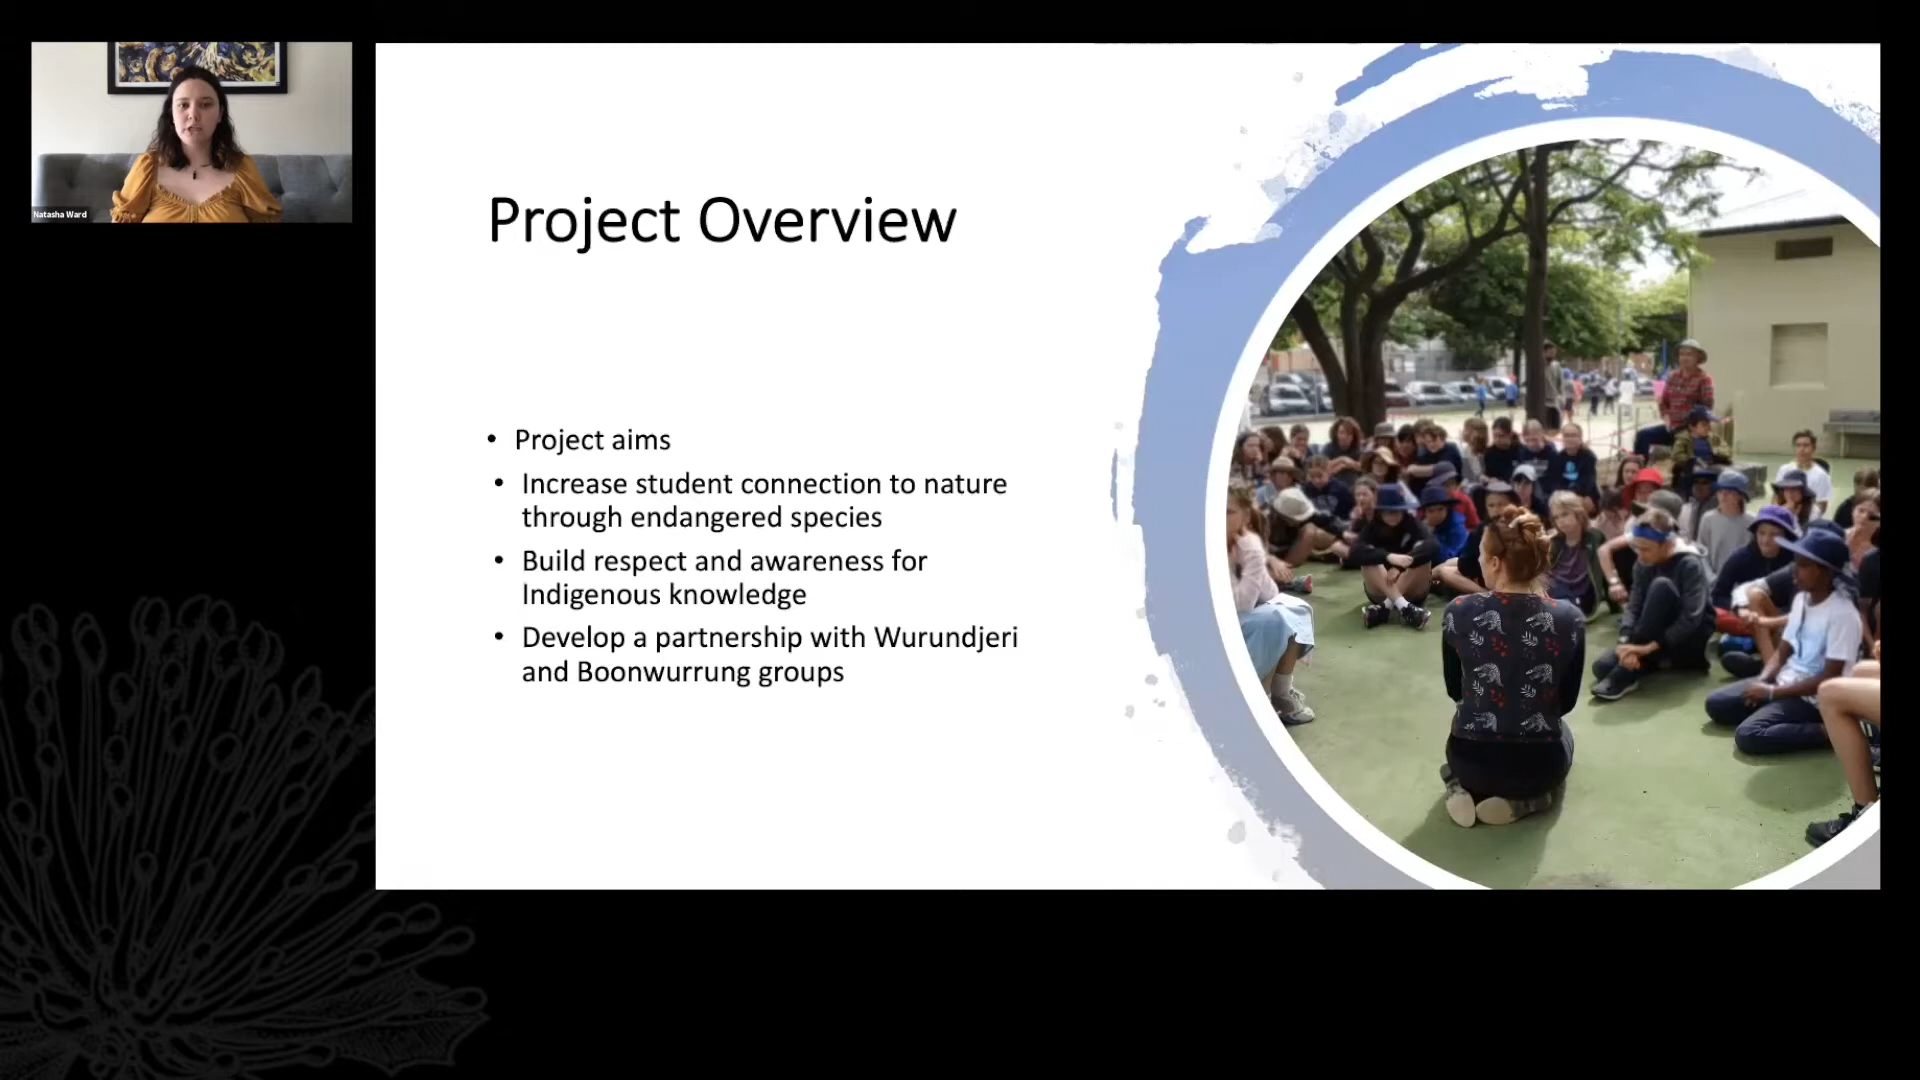 Natasha Ward
Project Overview
• Project aims
• Increase student connection to nature
through endangered species
• Build respect and awareness for
Indigenous knowledge
• Develop a partnership with Wurundjeri
and Boonwurrung groups